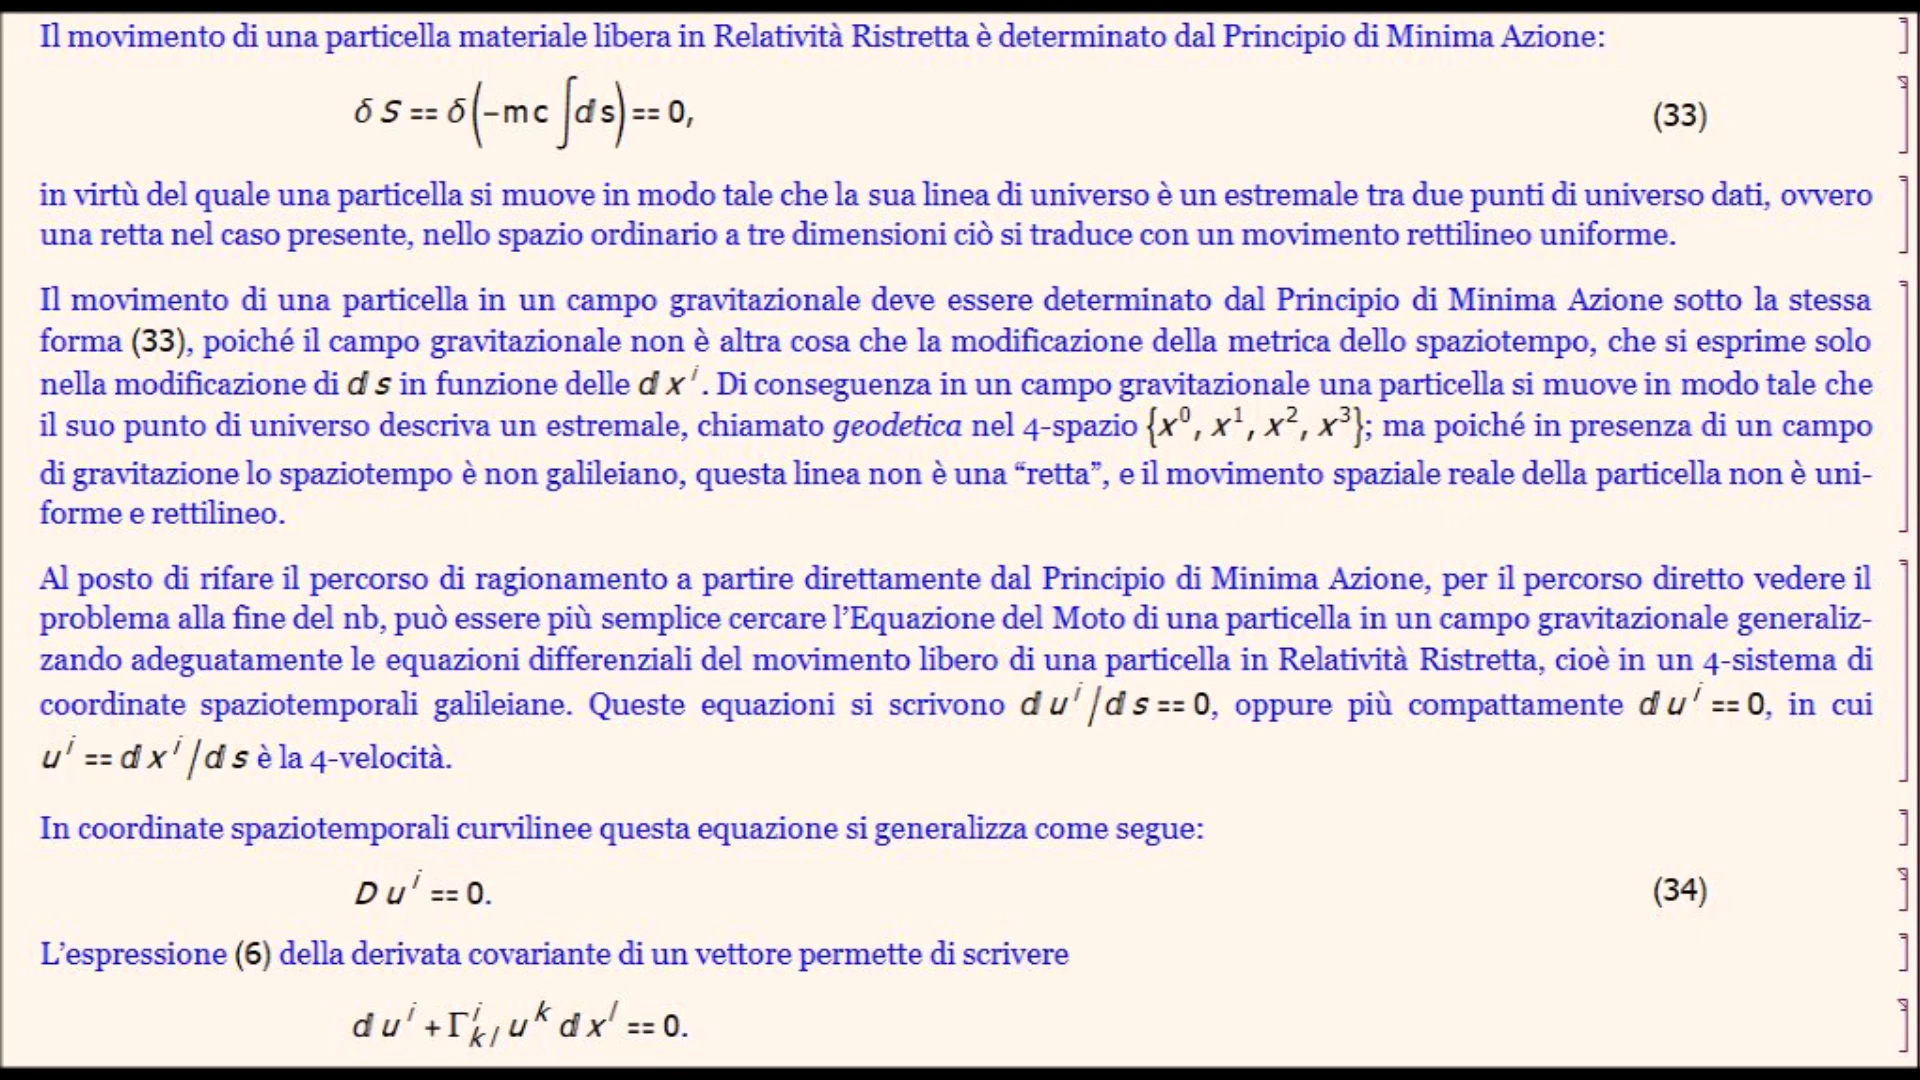 Il movimento di una particella materiale libera in Relatività Ristretta è determinato dal Principio di Minima Azione:
δ S == δ(−m c ∫ⅆ s) == 0, (33)
in virtù del quale una particella si muove in modo tale che la sua linea di universo è un estremale tra due punti di universo dati, ovvero
una retta nel caso presente, nello spazio ordinario a tre dimensioni ciò si traduce con un movimento rettilineo uniforme.
Il movimento di una particella in un campo gravitazionale deve essere determinato dal Principio di Minima Azione sotto la stessa
forma (33), poiché il campo gravitazionale non è altra cosa che la modificazione della metrica dello spaziotempo, che si esprime solo
nella modificazione di ⅆ s in funzione delle ⅆ xⁱ. Di conseguenza in un campo gravitazionale una particella si muove in modo tale che
il suo punto di universo descriva un estremale, chiamato geodetica nel 4-spazio {x⁰, x¹, x², x³}; ma poiché in presenza di un campo
di gravitazione lo spaziotempo è non galileiano, questa linea non è una “retta”, e il movimento spaziale reale della particella non è uni-
forme e rettilineo.
Al posto di rifare il percorso di ragionamento a partire direttamente dal Principio di Minima Azione, per il percorso diretto vedere il
problema alla fine del nb, può essere più semplice cercare l’Equazione del Moto di una particella in un campo gravitazionale generaliz-
zando adeguatamente le equazioni differenziali del movimento libero di una particella in Relatività Ristretta, cioè in un 4-sistema di
coordinate spaziotemporali galileiane. Queste equazioni si scrivono ⅆ uⁱ/ⅆ s == 0, oppure più compattamente ⅆ uⁱ == 0, in cui
uⁱ == ⅆ xⁱ/ⅆ s è la 4-velocità.
In coordinate spaziotemporali curvilinee questa equazione si generalizza come segue:
D uⁱ == 0. (34)
L’espressione (6) della derivata covariante di un vettore permette di scrivere
ⅆ uⁱ + Γⁱₖₗ uᵏ ⅆ xˡ == 0.